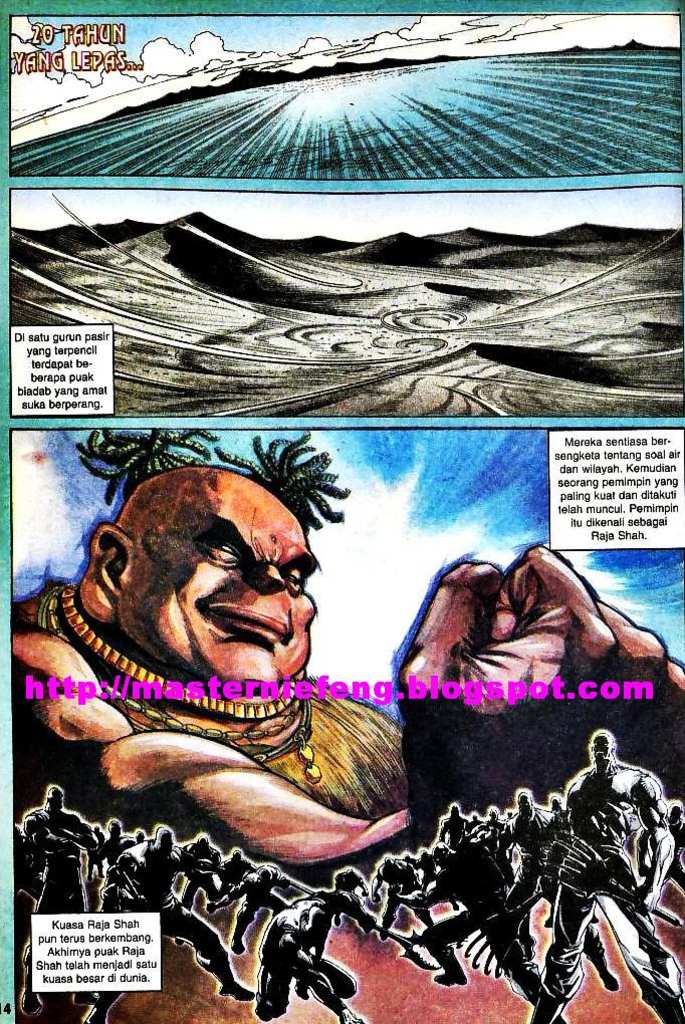 20 TAHUN
YANG LEPAS...
Di satu gurun pasir
yang terpencil
terdapat be-
berapa puak
biadab yang amat
suka berperang.
Mereka sentiasa ber-
sengketa tentang soal air
dan wilayah. Kemudian
seorang pemimpin yang
paling kuat dan ditakuti
telah muncul. Pemimpin
itu dikenali sebagai
Raja Shah.
http://masterniefeng.blogspot.com
Kuasa Raja Shah
pun terus berkembang.
Akhirnya puak Raja
Shah telah menjadi satu
kuasa besar di dunia.
14